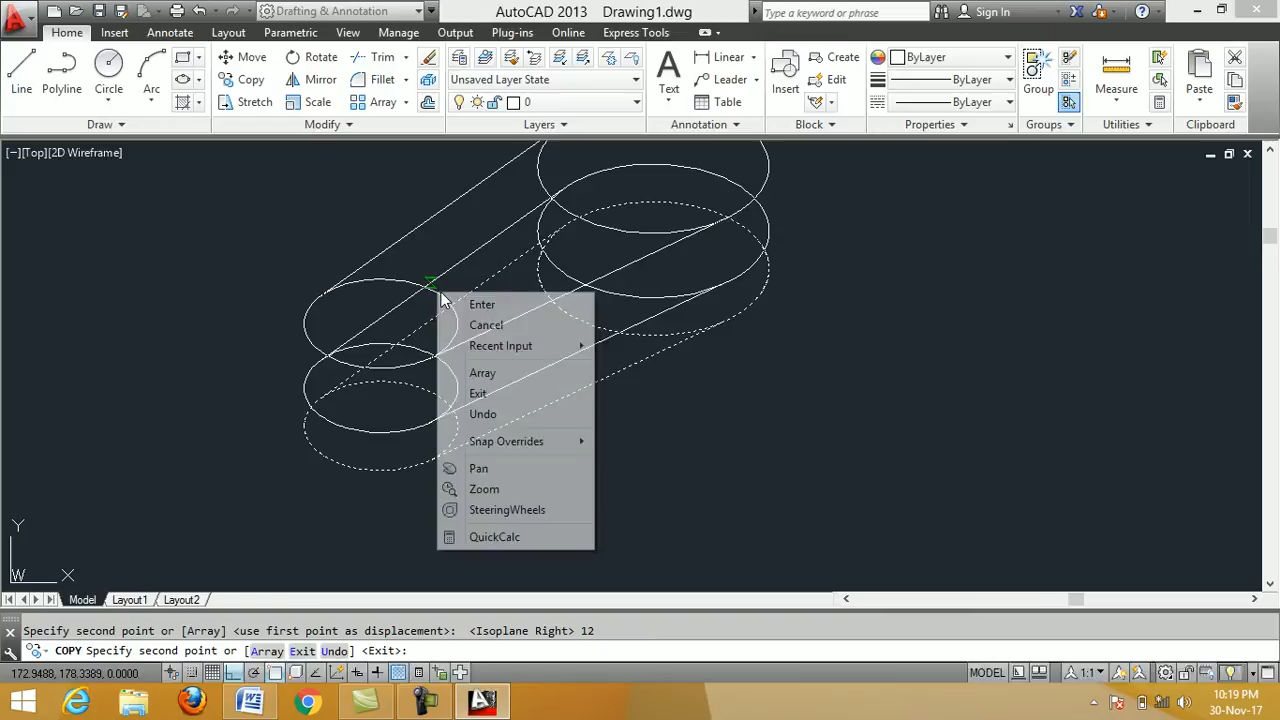 Drafting & Annotation
AutoCAD 2013 Drawing1.dwg
Type a keyword or phrase
Sign In
Home Insert Annotate Layout Parametric View Manage Output Plug-ins Online Express Tools
Move Rotate Trim
Unsaved Layer State
Linear
Create
ByLayer
Copy Mirror Fillet
Leader
Edit
ByLayer
Line Polyline Circle Arc
Text
Insert
Group Measure Paste
Stretch Scale Array
0
Table
ByLayer
Draw Modify Layers Annotation Block Properties Groups Utilities Clipboard
[−][Top][2D Wireframe]
Enter
Cancel
Recent Input
Array
Exit
Undo
Snap Overrides
Pan
Zoom
SteeringWheels
QuickCalc
Y
W X
Model Layout1 Layout2
Specify second point or [Array] <use first point as displacement>: <Isoplane Right> 12
COPY Specify second point or [Array Exit Undo] <Exit>:
172.9488, 178.3389, 0.0000
MODEL
1:1
10:19 PM
30-Nov-17